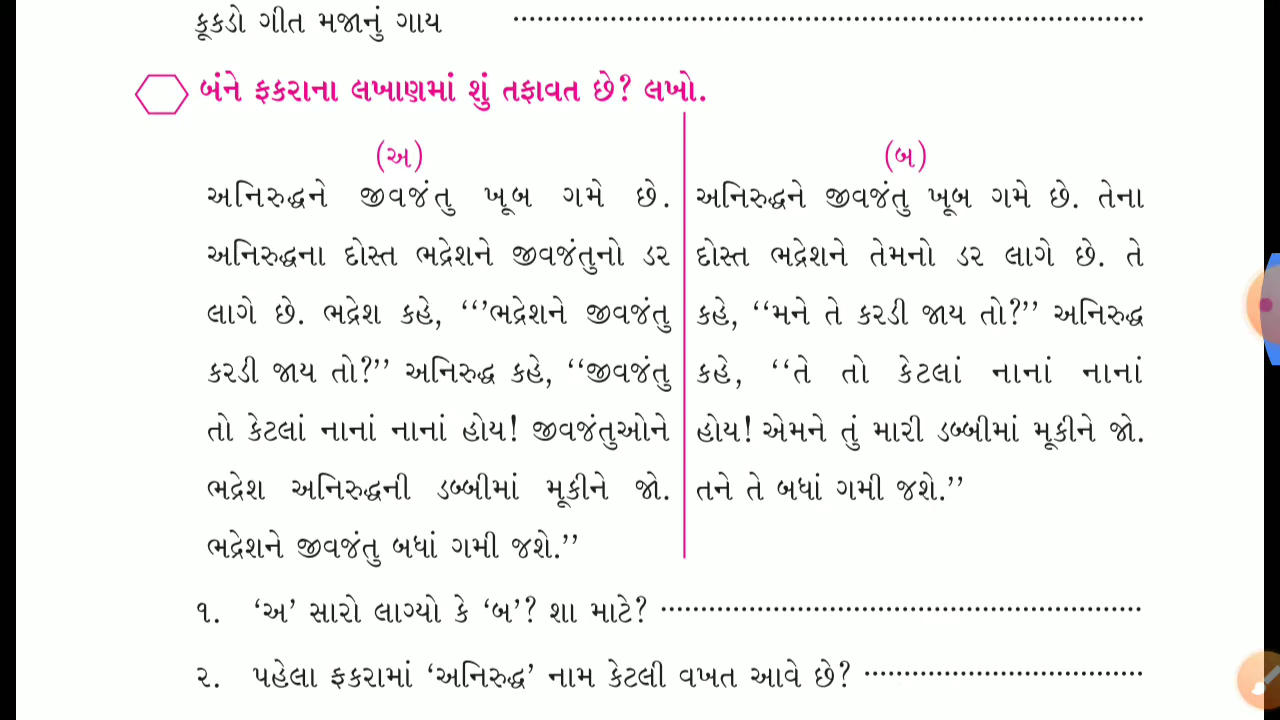 કૂકડો ગીત મજાનું ગાય ........................................
બંને ફકરાના લખાણમાં શું તફાવત છે? લખો.
(અ)
અનિરુદ્ધને જીવજંતુ ખૂબ ગમે છે.
અનિરુદ્ધના દોસ્ત ભદ્રેશને જીવજંતુનો ડર
લાગે છે. ભદ્રેશ કહે, “’ભદ્રેશને જીવજંતુ
કરડી જાય તો?” અનિરુદ્ધ કહે, “જીવજંતુ
તો કેટલાં નાનાં નાનાં હોય! જીવજંતુઓને
ભદ્રેશ અનિરુદ્ધની ડબ્બીમાં મૂકીને જો.
ભદ્રેશને જીવજંતુ બધાં ગમી જશે.”
(બ)
અનિરુદ્ધને જીવજંતુ ખૂબ ગમે છે. તેના
દોસ્ત ભદ્રેશને તેમનો ડર લાગે છે. તે
કહે, “મને તે કરડી જાય તો?” અનિરુદ્ધ
કહે, “તે તો કેટલાં નાનાં નાનાં
હોય! એમને તું મારી ડબ્બીમાં મૂકીને જો.
તને તે બધાં ગમી જશે.”
૧. ‘અ’ સારો લાગ્યો કે ‘બ’? શા માટે? ........................................
૨. પહેલા ફકરામાં ‘અનિરુદ્ધ’ નામ કેટલી વખત આવે છે? ........................................